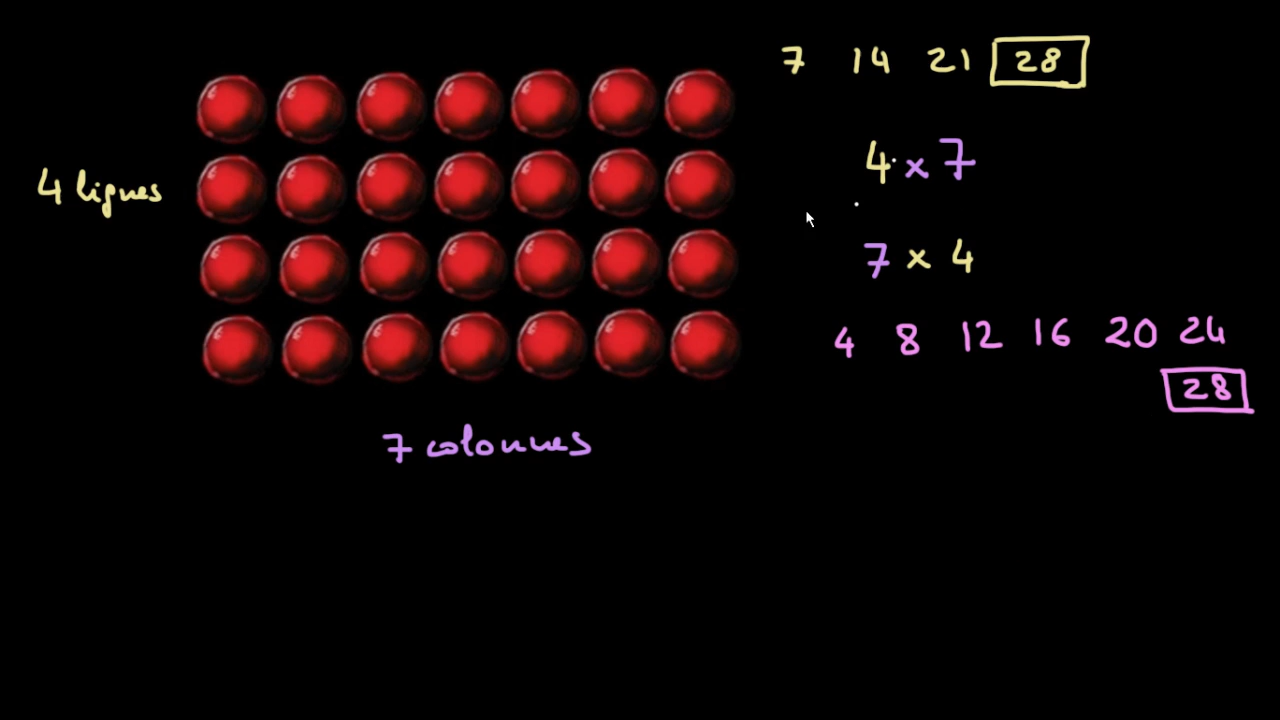 7 14 21 28
4 x 7
4 lignes
7 x 4
4 8 12 16 20 24
28
7 colonnes